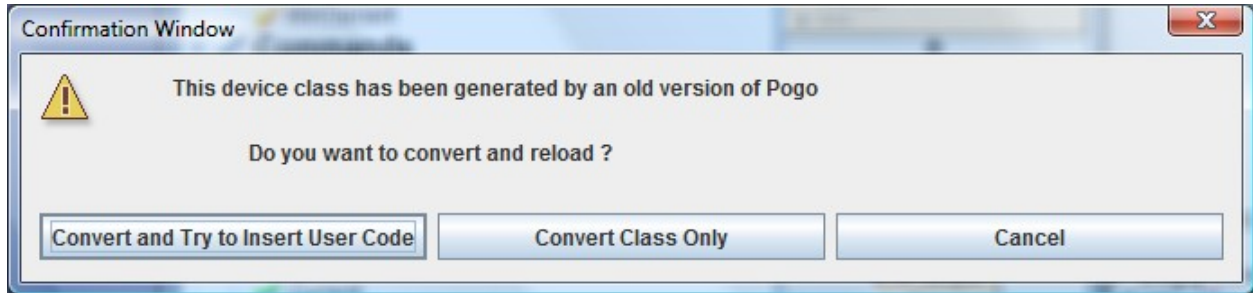 Confirmation Window
This device class has been generated by an old version of Pogo
Do you want to convert and reload ?
Convert and Try to Insert User Code
Convert Class Only
Cancel